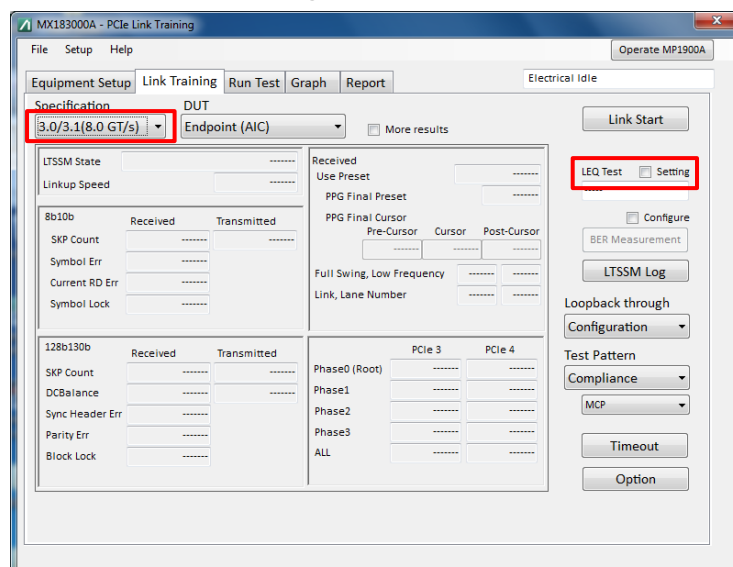 MX183000A - PCIe Link Training
File Setup Help
Operate MP1900A
Equipment Setup Link Training Run Test Graph Report
Electrical Idle
Specification DUT
3.0/3.1(8.0 GT/s) Endpoint (AIC) More results
Link Start
LTSSM State -------
Linkup Speed -------
8b10b Received Transmitted
SKP Count ------- -------
Symbol Err -------
Current RD Err -------
Symbol Lock -------
128b130b Received Transmitted
SKP Count ------- -------
DCBalance ------- -------
Sync Header Err -------
Parity Err -------
Block Lock -------
Received
Use Preset -------
PPG Final Preset -------
PPG Final Cursor
Pre-Cursor Cursor Post-Cursor
------- ------- -------
Full Swing, Low Frequency ------- -------
Link, Lane Number ------- -------
PCIe 3 PCIe 4
Phase0 (Root) ------- -------
Phase1 ------- -------
Phase2 ------- -------
Phase3 ------- -------
ALL ------- -------
LEQ Test Setting
-----
Configure
BER Measurement
LTSSM Log
Loopback through
Configuration
Test Pattern
Compliance
MCP
Timeout
Option